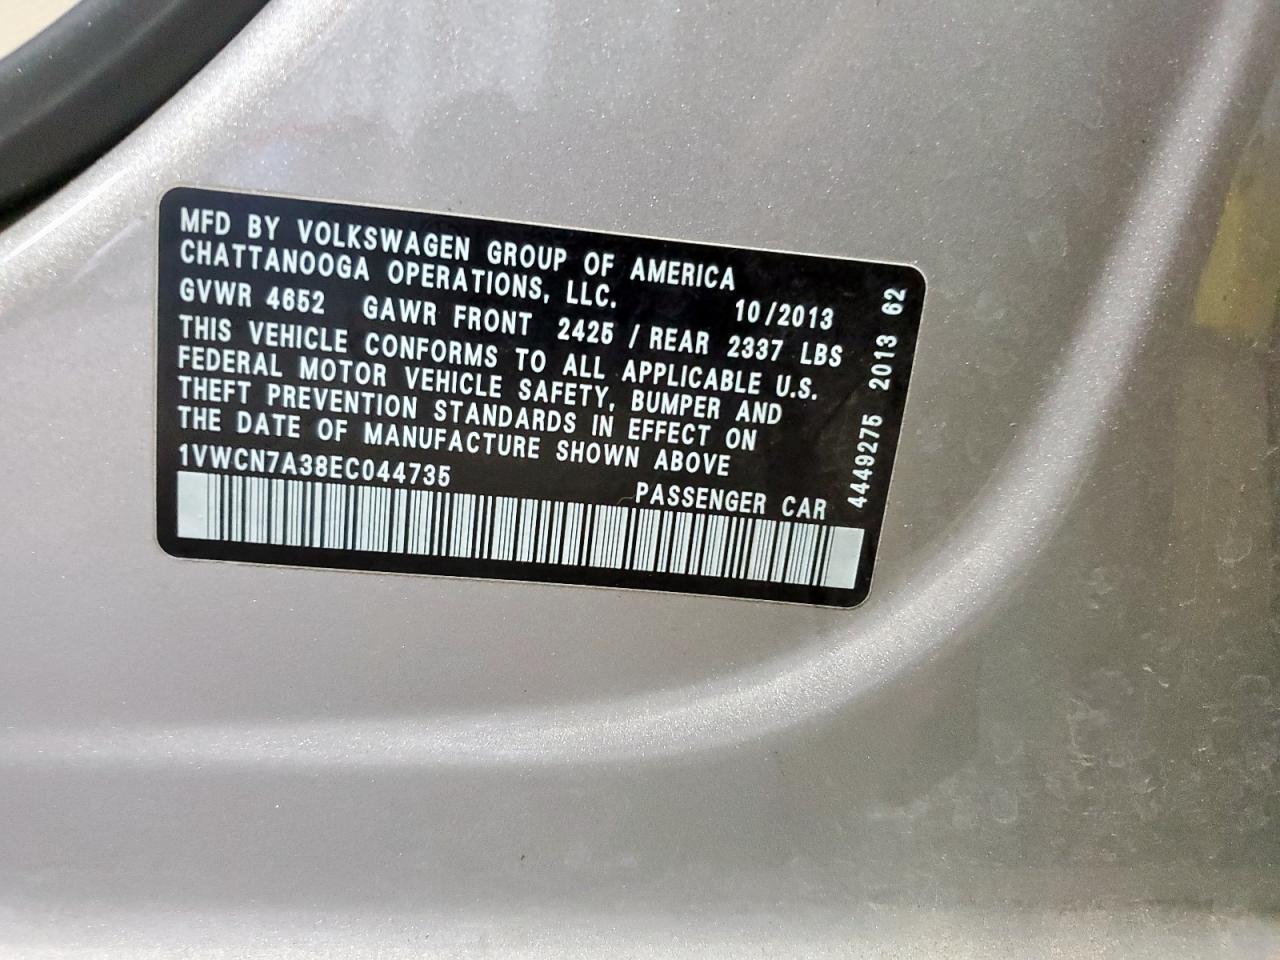 MFD BY VOLKSWAGEN GROUP OF AMERICA
CHATTANOOGA OPERATIONS, LLC. 10/2013
GVWR 4652 GAWR FRONT 2425 / REAR 2337 LBS
THIS VEHICLE CONFORMS TO ALL APPLICABLE U.S.
FEDERAL MOTOR VEHICLE SAFETY, BUMPER AND
THEFT PREVENTION STANDARDS IN EFFECT ON
THE DATE OF MANUFACTURE SHOWN ABOVE
1VWCN7A38EC044735 PASSENGER CAR
4449275 2013 62